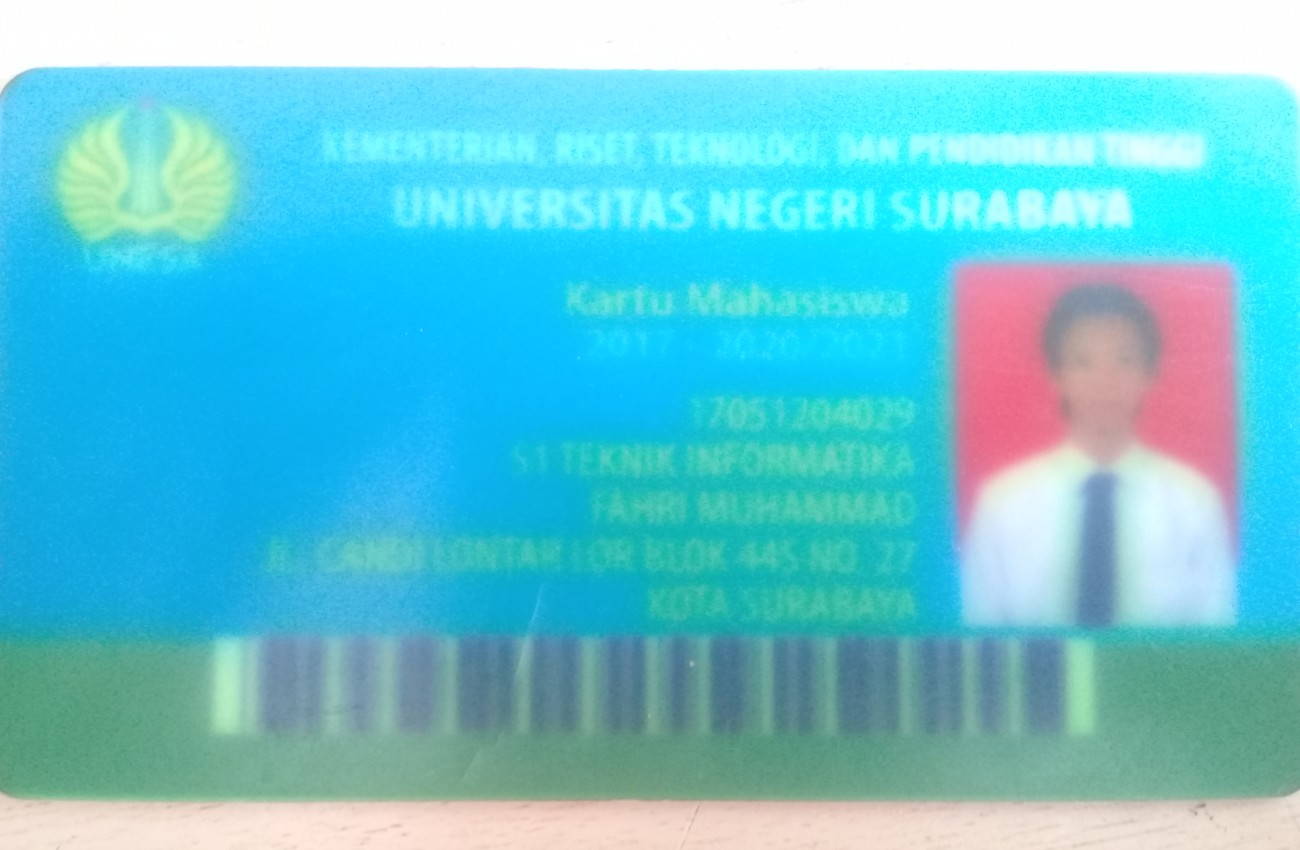 KEMENTERIAN, RISET, TEKNOLOGI, DAN PENDIDIKAN TINGGI
UNIVERSITAS NEGERI SURABAYA
UNESA
Kartu Mahasiswa
2017 - 2020/2021
17051204029
S1 TEKNIK INFORMATIKA
FAHRI MUHAMMAD
JL. CANDI LONTAR LOR BLOK 44S NO. 27
KOTA SURABAYA